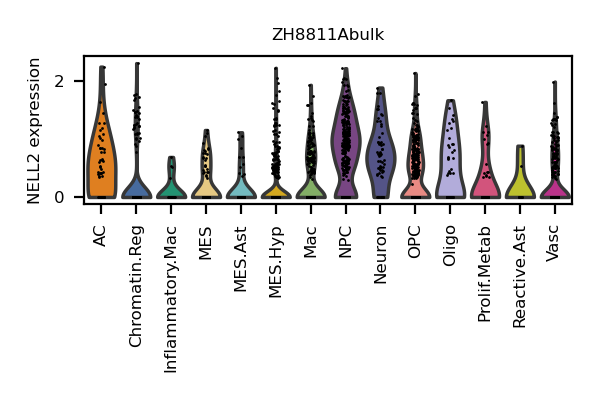 ZH8811Abulk
NELL2 expression
2
0
AC
Chromatin.Reg
Inflammatory.Mac
MES
MES.Ast
MES.Hyp
Mac
NPC
Neuron
OPC
Oligo
Prolif.Metab
Reactive.Ast
Vasc